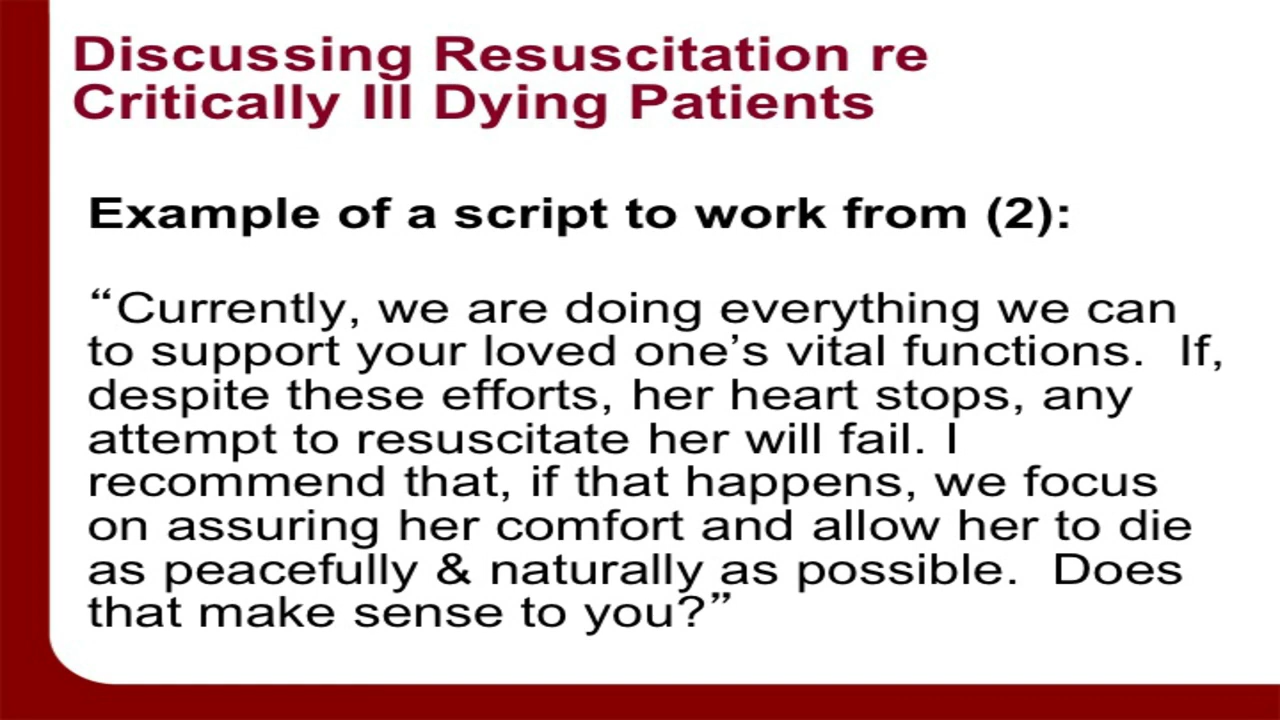 Discussing Resuscitation re
Critically Ill Dying Patients
Example of a script to work from (2):
“Currently, we are doing everything we can
to support your loved one’s vital functions.  If,
despite these efforts, her heart stops, any
attempt to resuscitate her will fail. I
recommend that, if that happens, we focus
on assuring her comfort and allow her to die
as peacefully & naturally as possible.  Does
that make sense to you?”